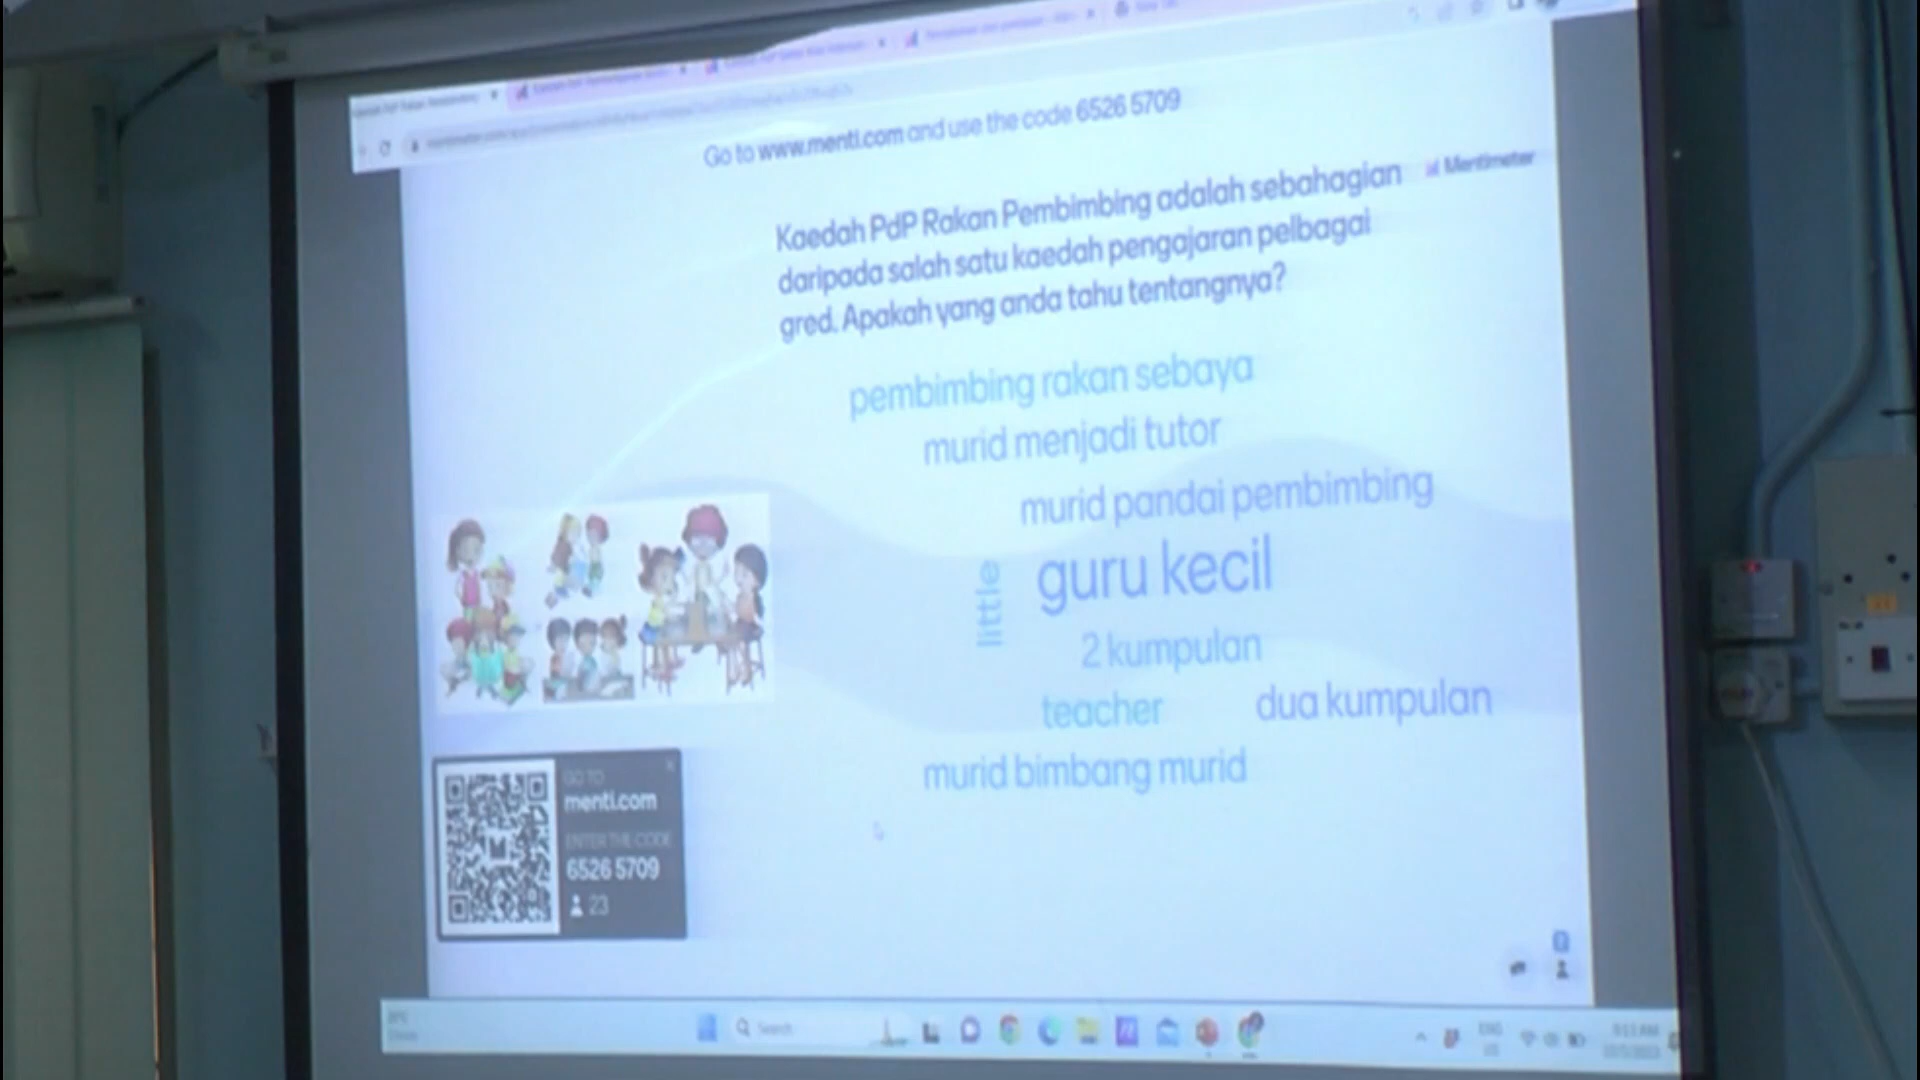 Go to www.menti.com and use the code 6526 5709
Mentimeter
Kaedah PdP Rakan Pembimbing adalah sebahagian
daripada salah satu kaedah pengajaran pelbagai
gred. Apakah yang anda tahu tentangnya?
pembimbing rakan sebaya
murid menjadi tutor
murid pandai pembimbing
little
guru kecil
2 kumpulan
teacher
dua kumpulan
murid bimbang murid
GO TO
menti.com
ENTER THE CODE
6526 5709
23
Search
ENG